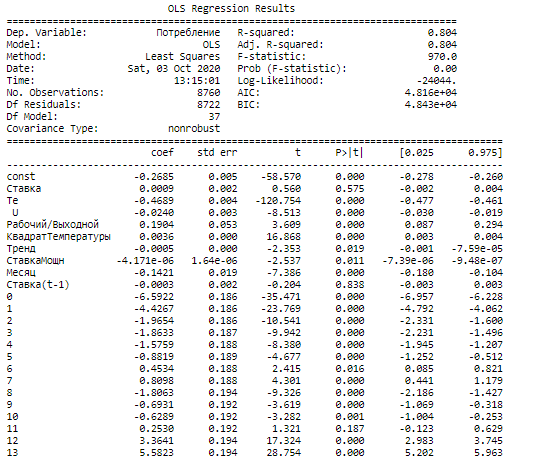 OLS Regression Results
==============================================================================
Dep. Variable: Потребление R-squared: 0.804
Model: OLS Adj. R-squared: 0.804
Method: Least Squares F-statistic: 970.0
Date: Sat, 03 Oct 2020 Prob (F-statistic): 0.00
Time: 13:15:01 Log-Likelihood: -24044.
No. Observations: 8760 AIC: 4.816e+04
Df Residuals: 8722 BIC: 4.843e+04
Df Model: 37
Covariance Type: nonrobust
==============================================================================
coef std err t P>|t| [0.025 0.975]
------------------------------------------------------------------------------
const -0.2685 0.005 -58.570 0.000 -0.278 -0.260
Ставка 0.0009 0.002 0.560 0.575 -0.002 0.004
Te -0.4689 0.004 -120.754 0.000 -0.477 -0.461
U -0.0240 0.003 -8.513 0.000 -0.030 -0.019
Рабочий/Выходной 0.1904 0.053 3.609 0.000 0.087 0.294
КвадратТемпературы 0.0036 0.000 16.868 0.000 0.003 0.004
Тренд -0.0005 0.000 -2.353 0.019 -0.001 -7.59e-05
СтавкаМощн -4.171e-06 1.64e-06 -2.537 0.011 -7.39e-06 -9.48e-07
Месяц -0.1421 0.019 -7.386 0.000 -0.180 -0.104
Ставка(t-1) -0.0003 0.002 -0.204 0.838 -0.003 0.003
0 -6.5922 0.186 -35.471 0.000 -6.957 -6.228
1 -4.4267 0.186 -23.769 0.000 -4.792 -4.062
2 -1.9654 0.186 -10.541 0.000 -2.331 -1.600
3 -1.8633 0.187 -9.942 0.000 -2.231 -1.496
4 -1.5759 0.188 -8.380 0.000 -1.945 -1.207
5 -0.8819 0.189 -4.677 0.000 -1.252 -0.512
6 0.4534 0.188 2.415 0.016 0.085 0.821
7 0.8098 0.188 4.301 0.000 0.441 1.179
8 -1.8063 0.194 -9.326 0.000 -2.186 -1.427
9 -0.6931 0.192 -3.619 0.000 -1.069 -0.318
10 -0.6289 0.192 -3.282 0.001 -1.004 -0.253
11 0.2530 0.192 1.321 0.187 -0.123 0.629
12 3.3641 0.194 17.324 0.000 2.983 3.745
13 5.5823 0.194 28.754 0.000 5.202 5.963